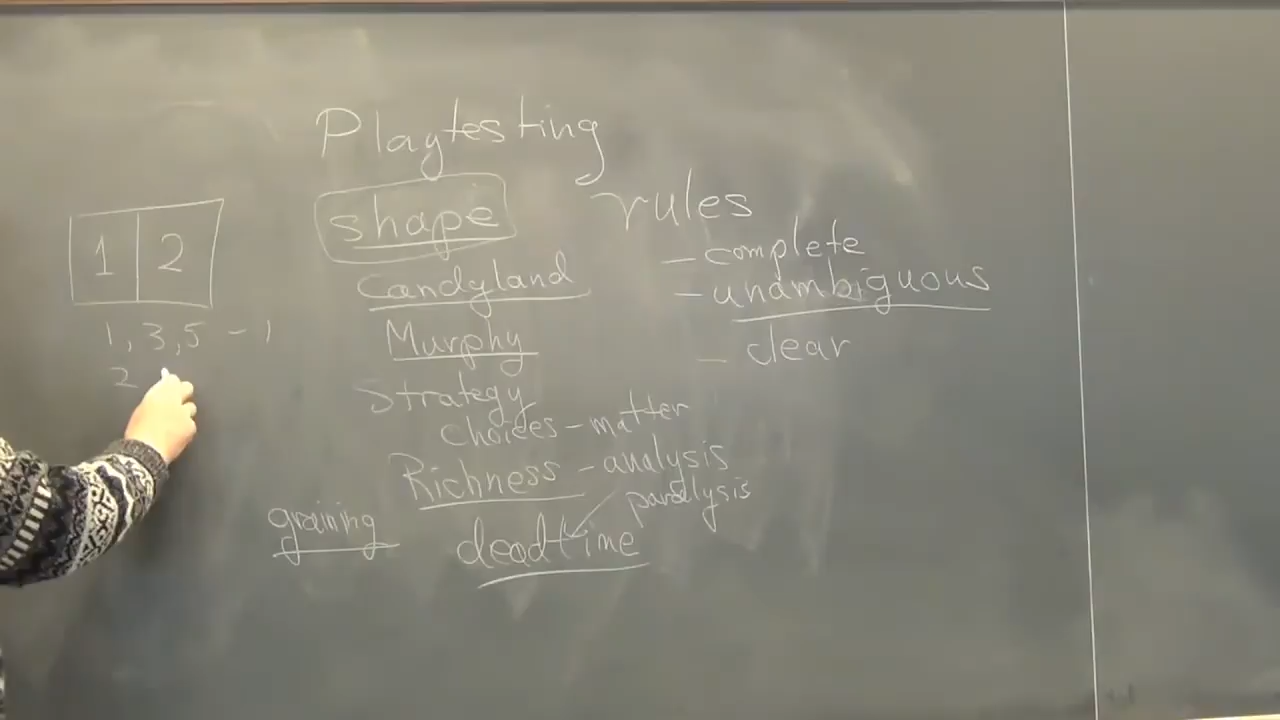 Playtesting
shape
Candyland
Murphy
Strategy
choices - matter
Richness - analysis
paralysis
graining
deadtime
rules
- complete
- unambiguous
- clear
1 2
1, 3, 5 - 1
2